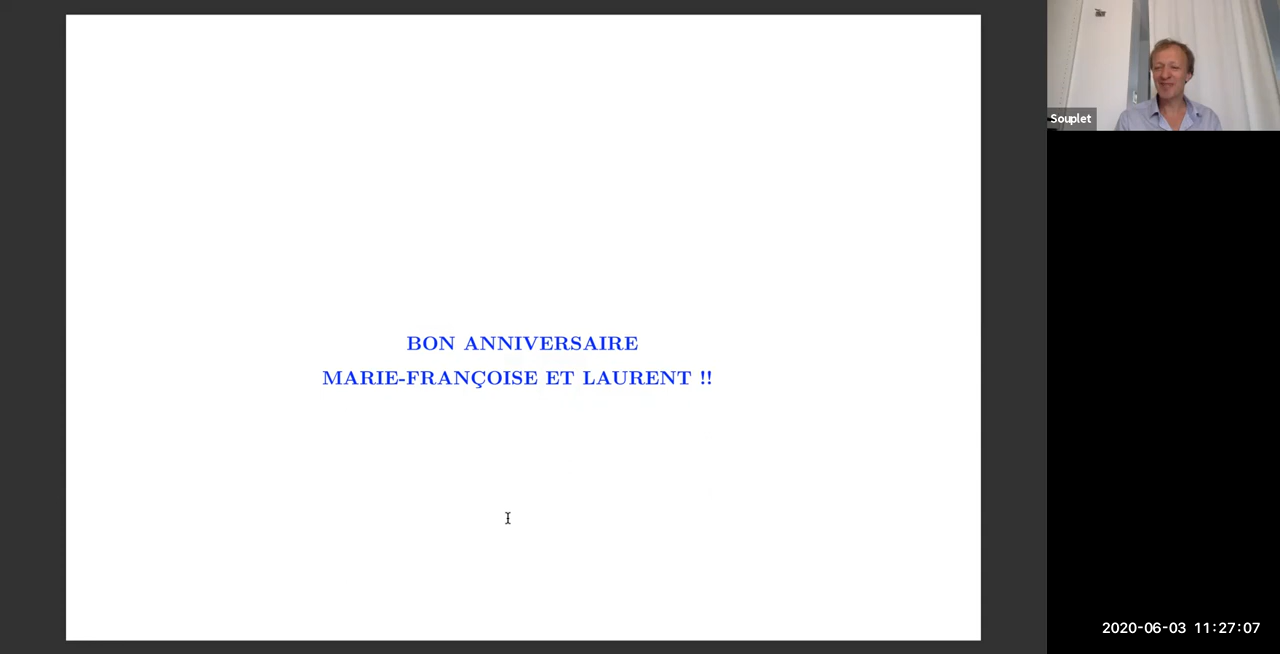 BON ANNIVERSAIRE
MARIE-FRANÇOISE ET LAURENT !!
Souplet
2020-06-03 11:27:07